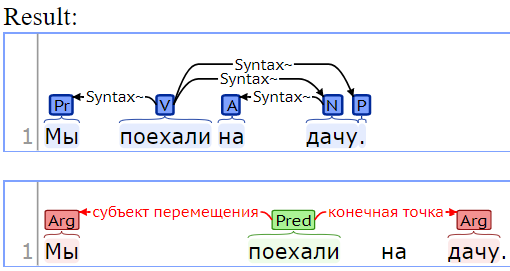 Result:
Syntax~
Syntax~
Pr Syntax~ V A Syntax~ N P
1 Мы поехали на дачу.
Arg субъект перемещения Pred конечная точка Arg
1 Мы поехали на дачу.